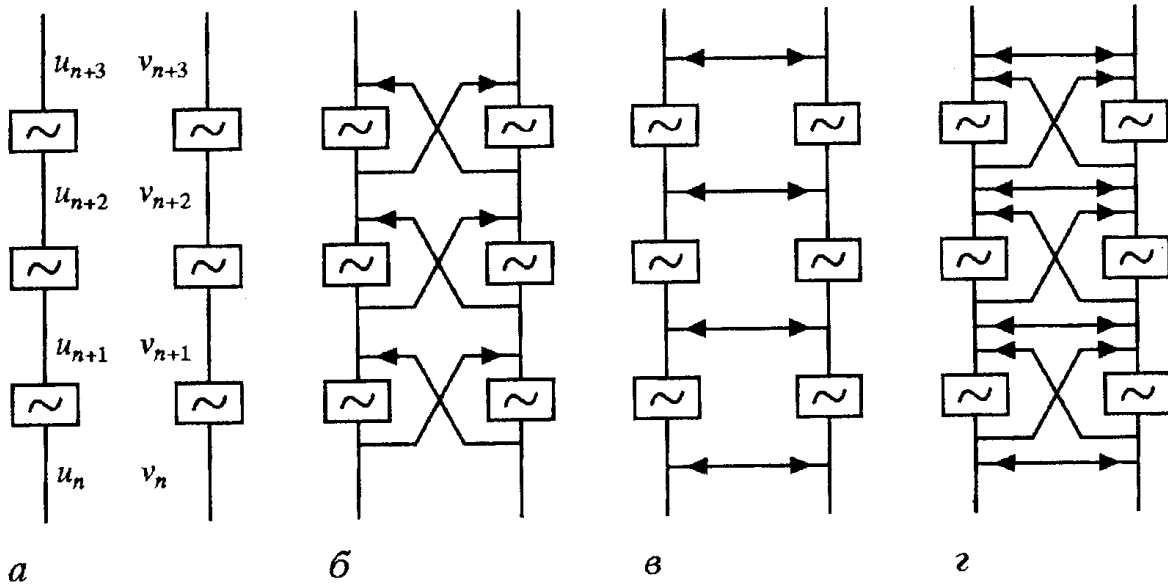 u_{n+3} v_{n+3}
u_{n+2} v_{n+2}
u_{n+1} v_{n+1}
u_n v_n
а б в г